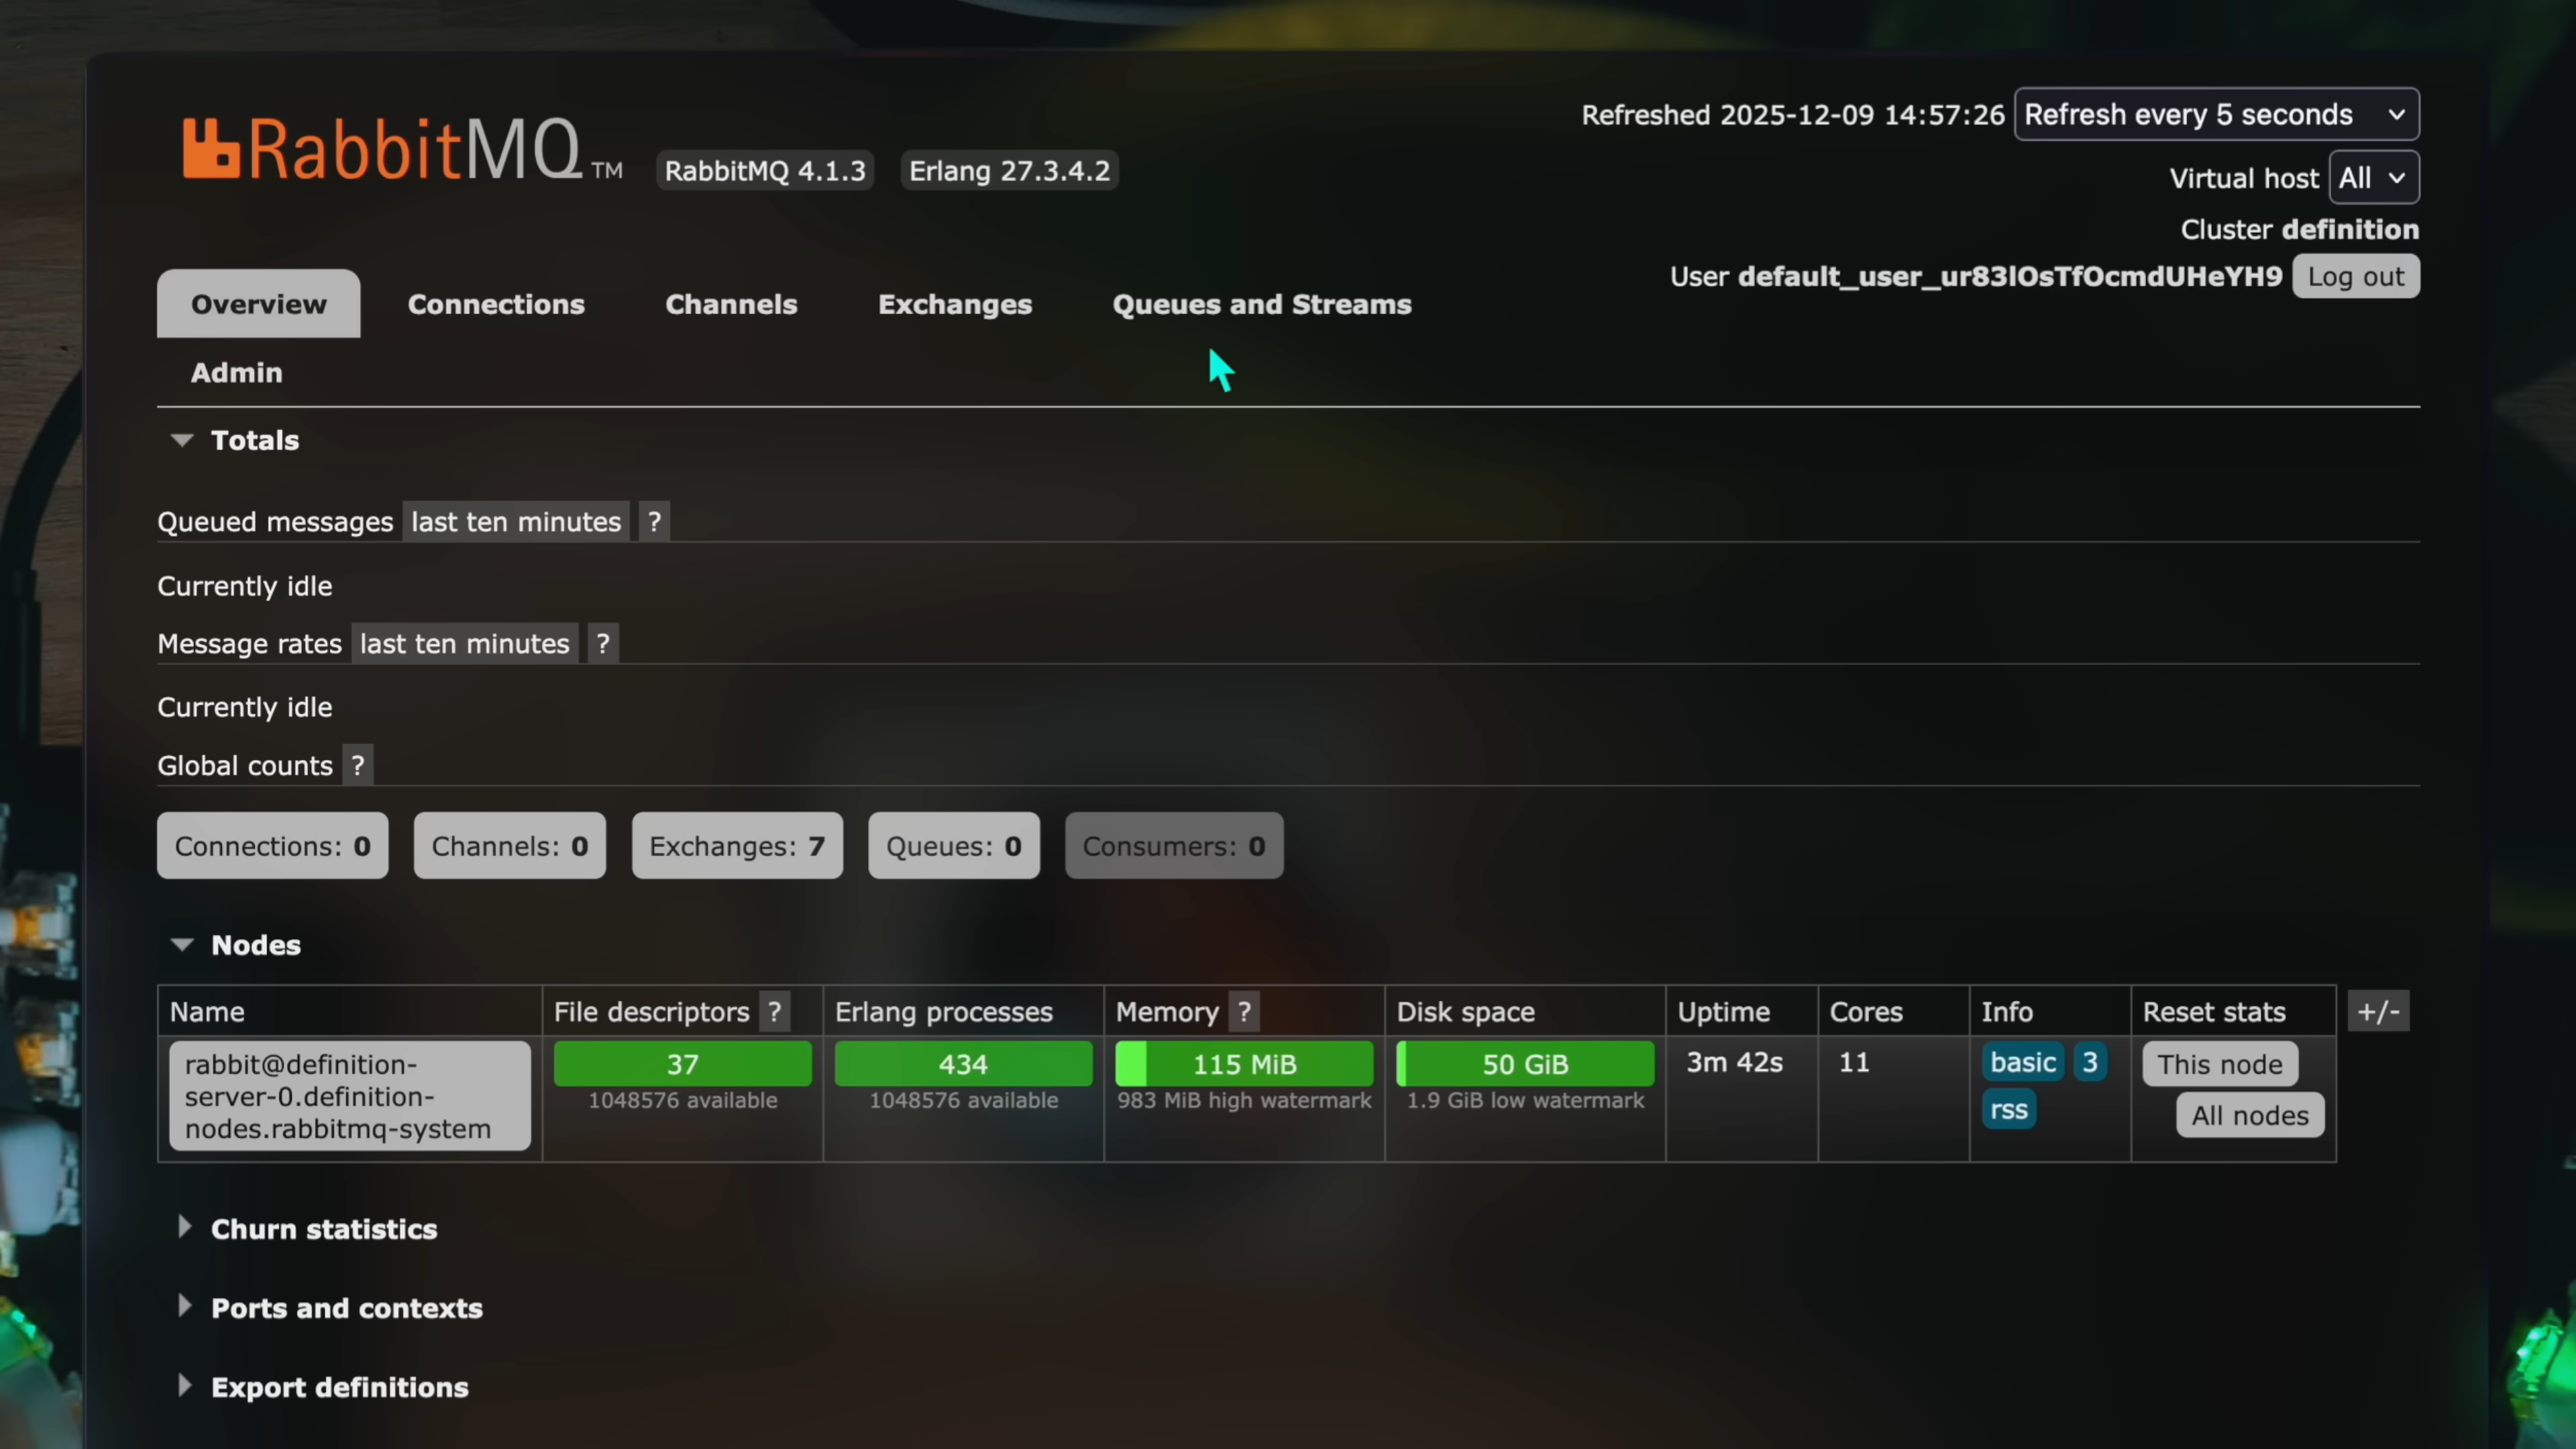 RabbitMQ™ RabbitMQ 4.1.3 Erlang 27.3.4.2
Refreshed 2025-12-09 14:57:26 Refresh every 5 seconds
Virtual host All
Cluster definition
User default_user_ur83lOsTfOcmdUHeYH9 Log out
Overview Connections Channels Exchanges Queues and Streams
Admin
Totals
Queued messages last ten minutes ?
Currently idle
Message rates last ten minutes ?
Currently idle
Global counts ?
Connections: 0 Channels: 0 Exchanges: 7 Queues: 0 Consumers: 0
Nodes
Name File descriptors ? Erlang processes Memory ? Disk space Uptime Cores Info Reset stats +/-
rabbit@definition- 37 434 115 MiB 50 GiB 3m 42s 11 basic 3 This node
server-0.definition- 1048576 available 1048576 available 983 MiB high watermark 1.9 GiB low watermark rss All nodes
nodes.rabbitmq-system
Churn statistics
Ports and contexts
Export definitions